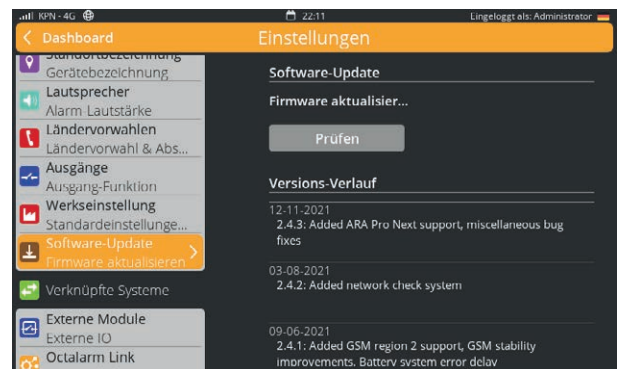 KPN - 4G 22:11 Eingeloggt als: Administrator
Dashboard Einstellungen
Standortbezeichnung
Gerätebezeichnung
Lautsprecher
Alarm Lautstärke
Ländervorwahlen
Ländervorwahl & Abs...
Ausgänge
Ausgang-Funktion
Werkseinstellung
Standardeinstellunge...
Software-Update
Firmware aktualisieren
Verknüpfte Systeme
Externe Module
Externe IO
Octalarm Link
Software-Update
Firmware aktualisier...
Prüfen
Versions-Verlauf
12-11-2021
2.4.3: Added ARA Pro Next support, miscellaneous bug
fixes
03-08-2021
2.4.2: Added network check system
09-06-2021
2.4.1: Added GSM region 2 support, GSM stability
improvements. Battery system error delay